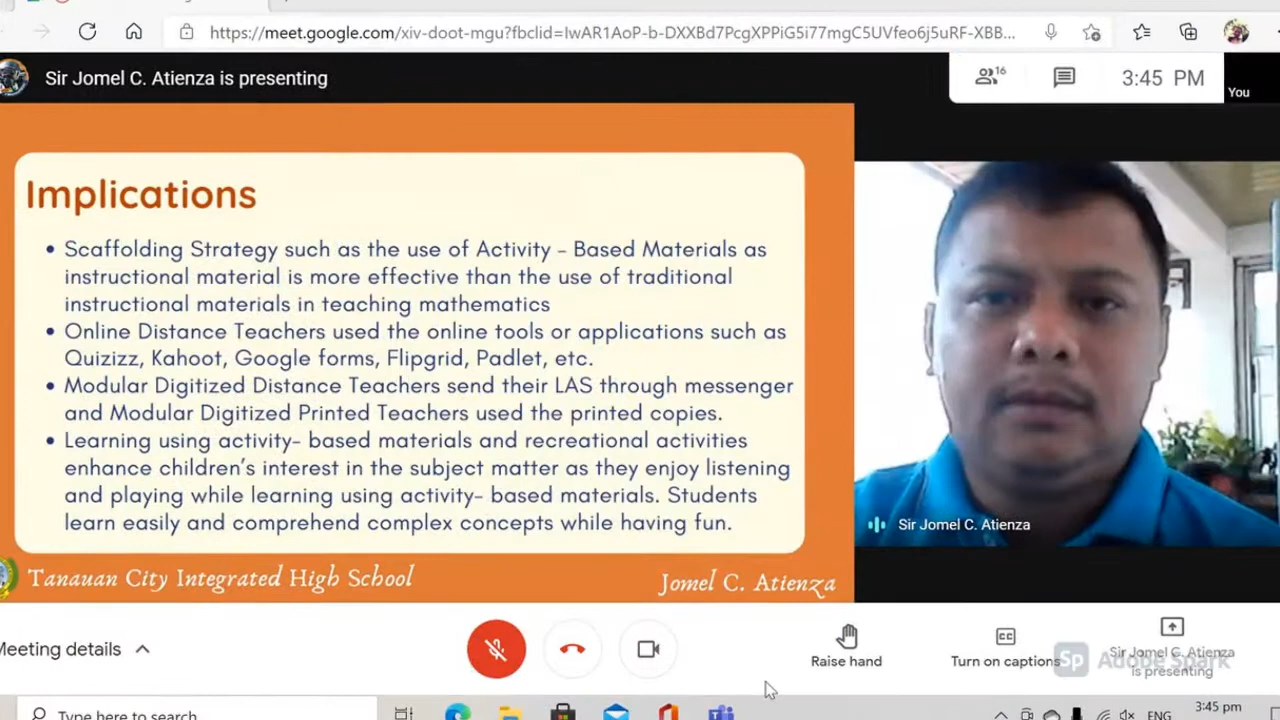 https://meet.google.com/xiv-doot-mgu?fbclid=IwAR1AoP-b-DXXBd7PcgXPPiG5i77mgC5UVfeo6j5uRF-XBB...
Sir Jomel C. Atienza is presenting
16
3:45 PM
You
Implications
• Scaffolding Strategy such as the use of Activity - Based Materials as
instructional material is more effective than the use of traditional
instructional materials in teaching mathematics
• Online Distance Teachers used the online tools or applications such as
Quizizz, Kahoot, Google forms, Flipgrid, Padlet, etc.
• Modular Digitized Distance Teachers send their LAS through messenger
and Modular Digitized Printed Teachers used the printed copies.
• Learning using activity- based materials and recreational activities
enhance children's interest in the subject matter as they enjoy listening
and playing while learning using activity- based materials. Students
learn easily and comprehend complex concepts while having fun.
Sir Jomel C. Atienza
Tanauan City Integrated High School
Jomel C. Atienza
Meeting details
Raise hand
Turn on captions
Sir Jomel C. Atienza
is presenting
Sp Adobe Spark
Type here to search
ENG
3:45 pm